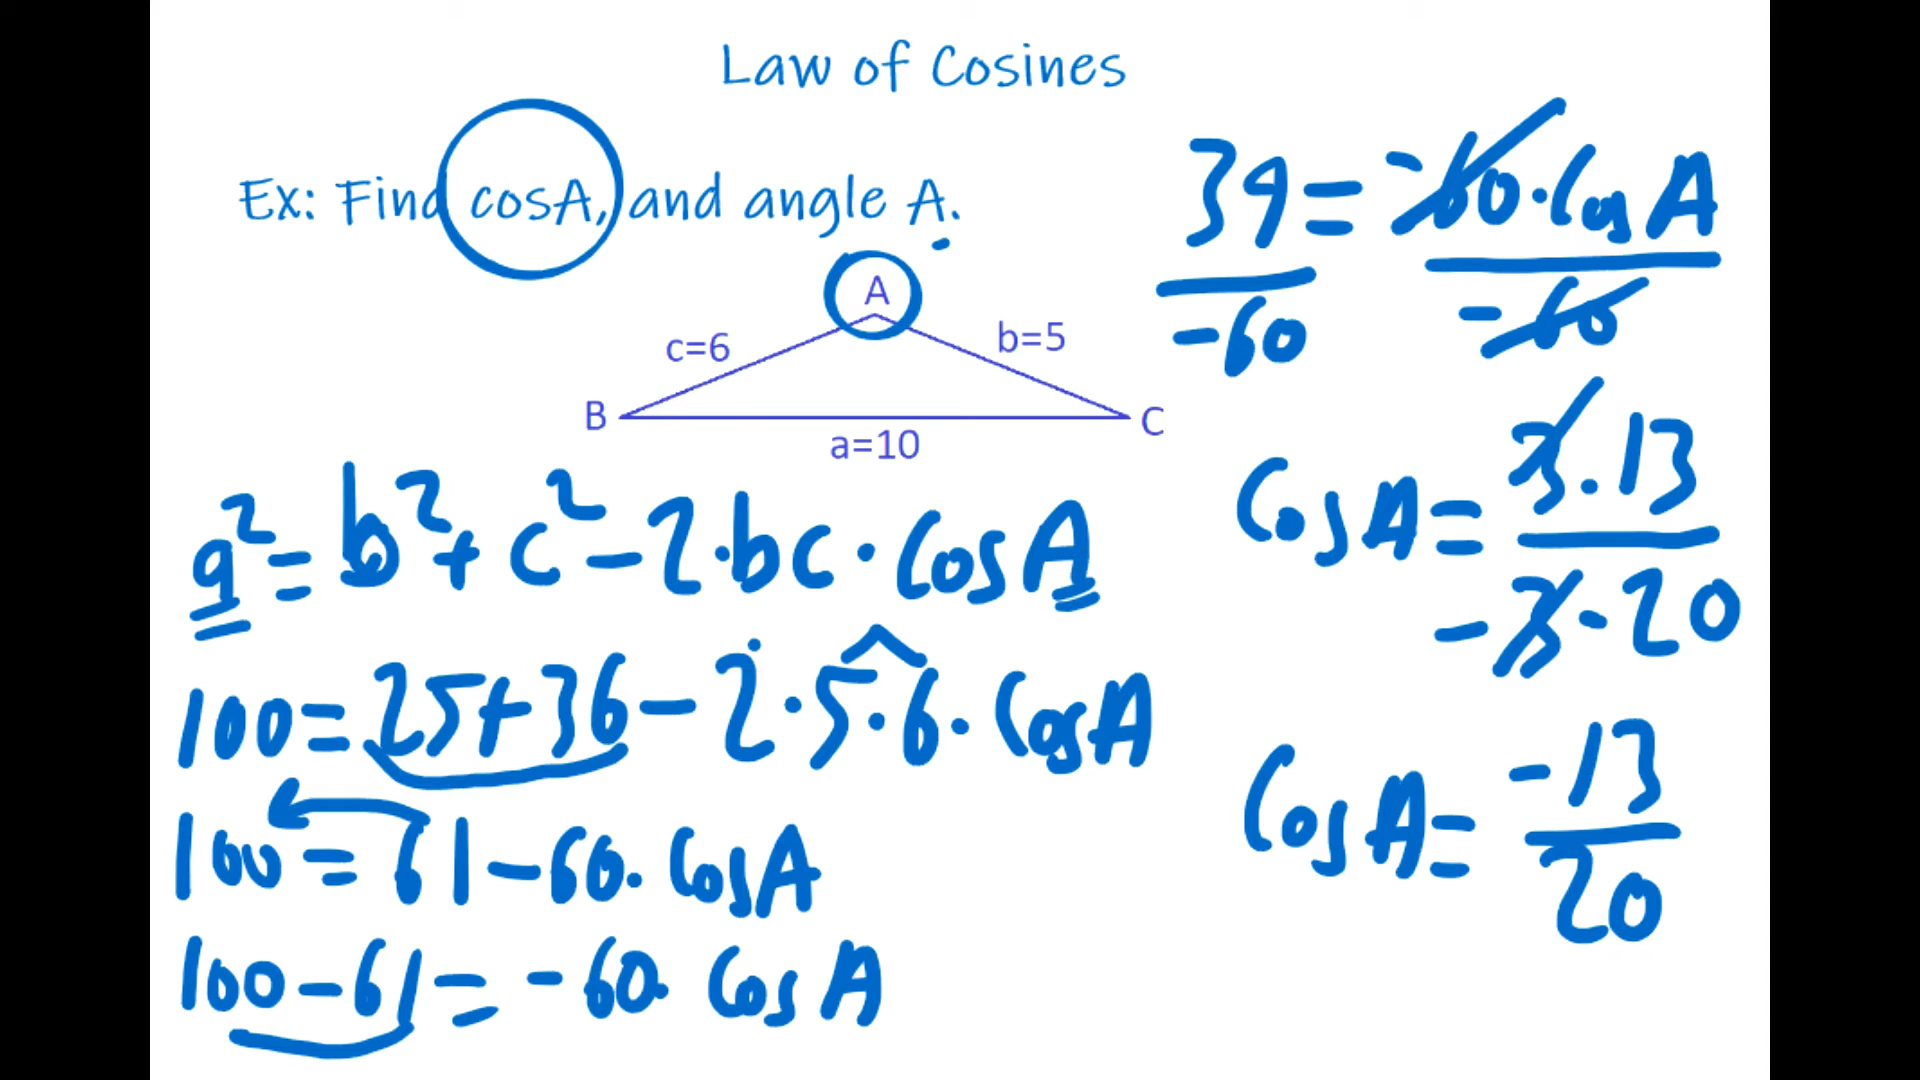 Law of Cosines
Ex: Find cosA, and angle A.
A
c=6
b=5
B
C
a=10
a²=b²+c²-2·bc·CosA
100=25+36-2·5·6·CosA
100=61-60·CosA
100-61=-60·CosA
39=-60·CosA
-60 -60
CosA=3·13
-3·20
CosA=-13
20